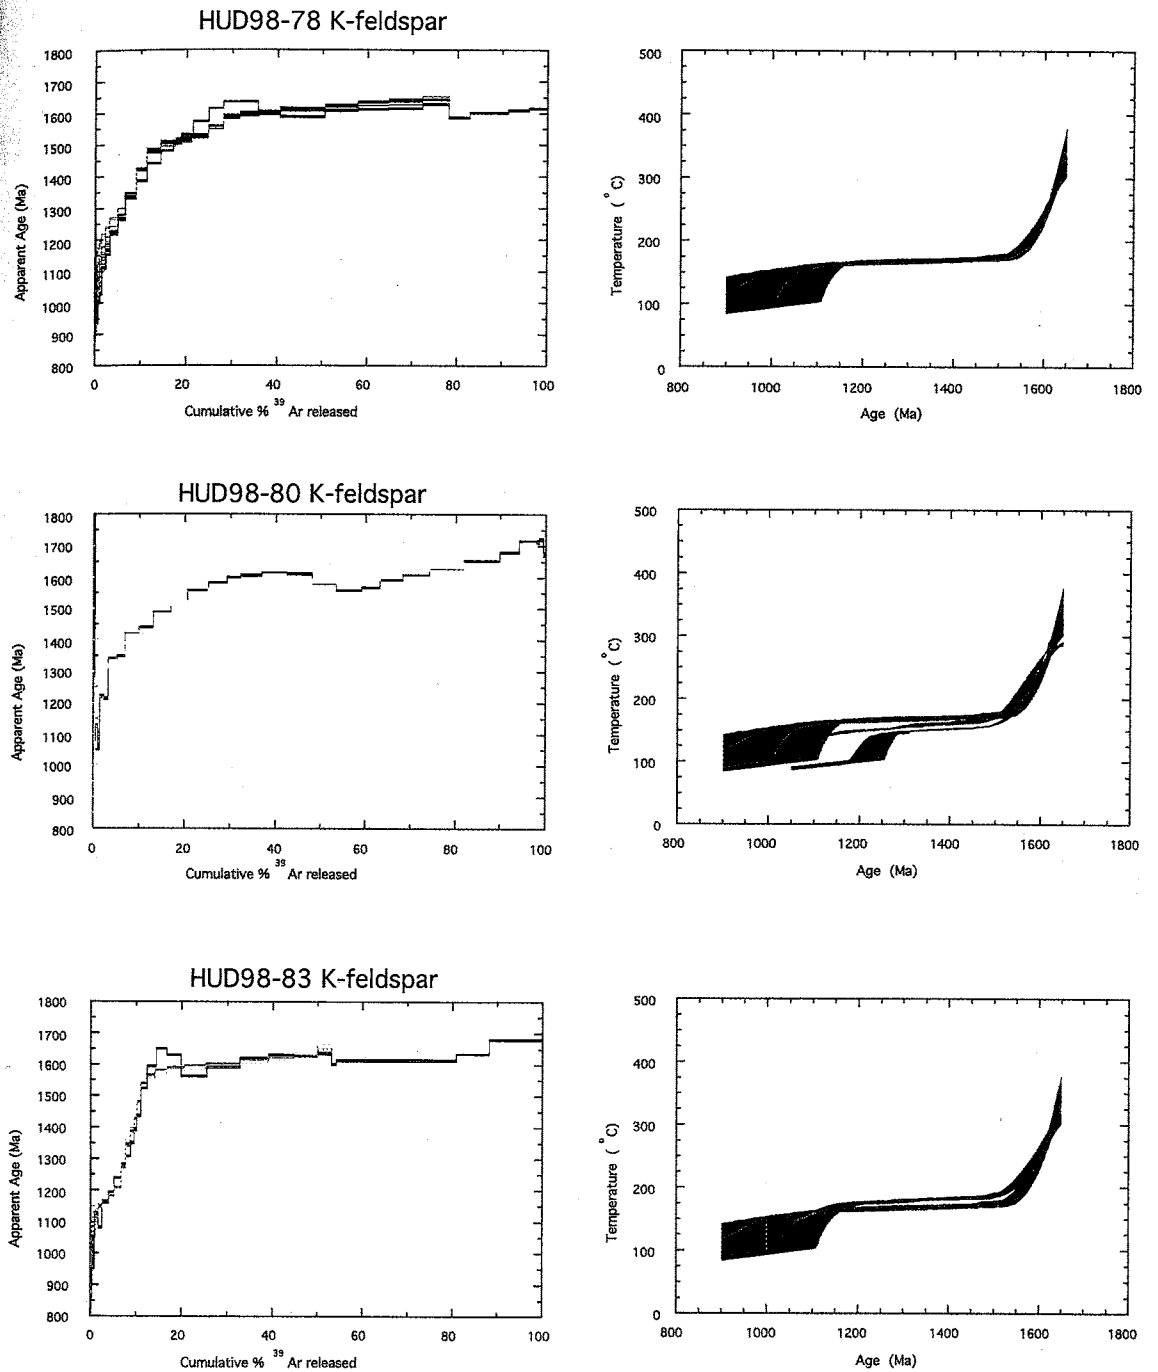 HUD98-78 K-feldspar
1800
1700
1600
1500
1400
1300
1200
1100
1000
900
800
Apparent Age (Ma)
0 20 40 60 80 100
Cumulative % 39 Ar released
500
400
300
200
100
0
Temperature ( °C)
800 1000 1200 1400 1600 1800
Age (Ma)
HUD98-80 K-feldspar
1800
1700
1600
1500
1400
1300
1200
1100
1000
900
800
Apparent Age (Ma)
0 20 40 60 80 100
Cumulative % 39 Ar released
500
400
300
200
100
0
Temperature ( °C)
800 1000 1200 1400 1600 1800
Age (Ma)
HUD98-83 K-feldspar
1800
1700
1600
1500
1400
1300
1200
1100
1000
900
800
Apparent Age (Ma)
0 20 40 60 80 100
Cumulative % 39 Ar released
500
400
300
200
100
0
Temperature ( °C)
800 1000 1200 1400 1600 1800
Age (Ma)